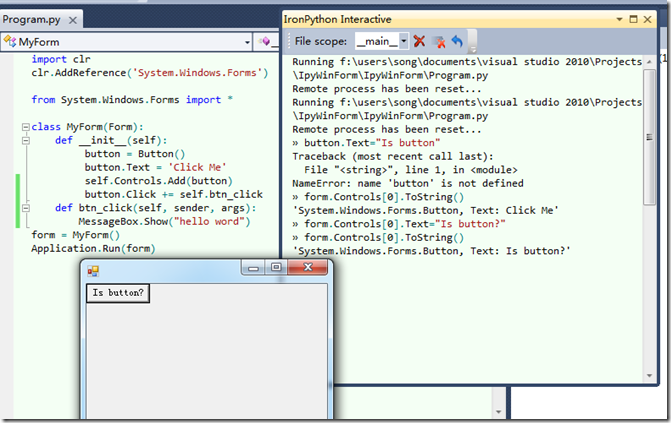 Program.py
MyForm
import clr
clr.AddReference('System.Windows.Forms')
from System.Windows.Forms import *
class MyForm(Form):
def __init__(self):
button = Button()
button.Text = 'Click Me'
self.Controls.Add(button)
button.Click += self.btn_click
def btn_click(self, sender, args):
MessageBox.Show("hello word")
form = MyForm()
Application.Run(form)
IronPython Interactive
File scope: __main__
Running f:\users\song\documents\visual studio 2010\Projects
\IpyWinForm\IpyWinForm\Program.py
Remote process has been reset...
Running f:\users\song\documents\visual studio 2010\Projects
\IpyWinForm\IpyWinForm\Program.py
Remote process has been reset...
» button.Text="Is button"
Traceback (most recent call last):
File "<string>", line 1, in <module>
NameError: name 'button' is not defined
» form.Controls[0].ToString()
'System.Windows.Forms.Button, Text: Click Me'
» form.Controls[0].Text="Is button?"
» form.Controls[0].ToString()
'System.Windows.Forms.Button, Text: Is button?'
Is button?